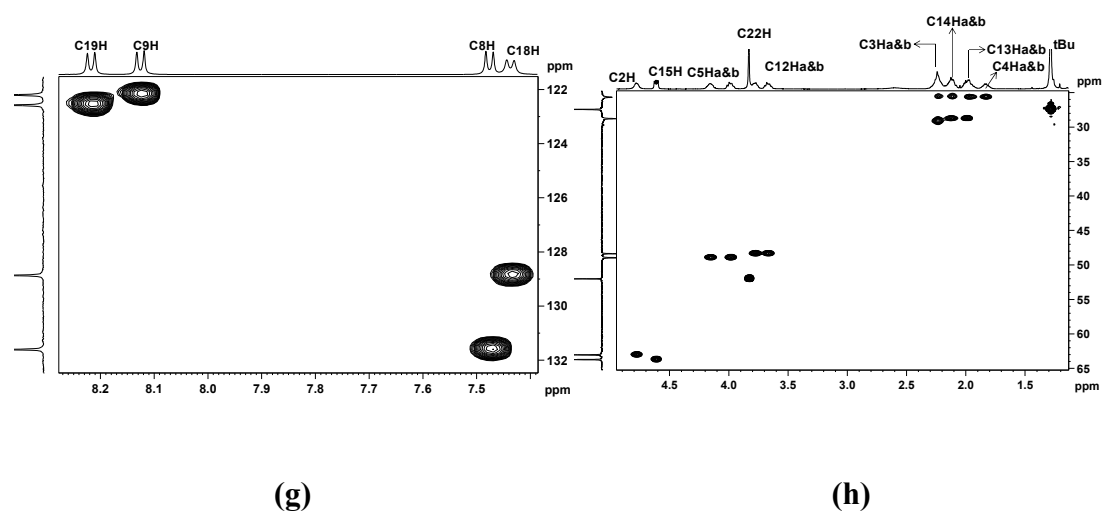 C19H C9H C8H C18H
ppm
122
124
126
128
130
132
8.2 8.1 8.0 7.9 7.8 7.7 7.6 7.5 ppm
(g)
C14Ha&b
C3Ha&b C22H C13Ha&b tBu
C2H C15H C5Ha&b C12Ha&b C4Ha&b
ppm
30
35
40
45
50
55
60
65
4.5 4.0 3.5 3.0 2.5 2.0 1.5 ppm
(h)